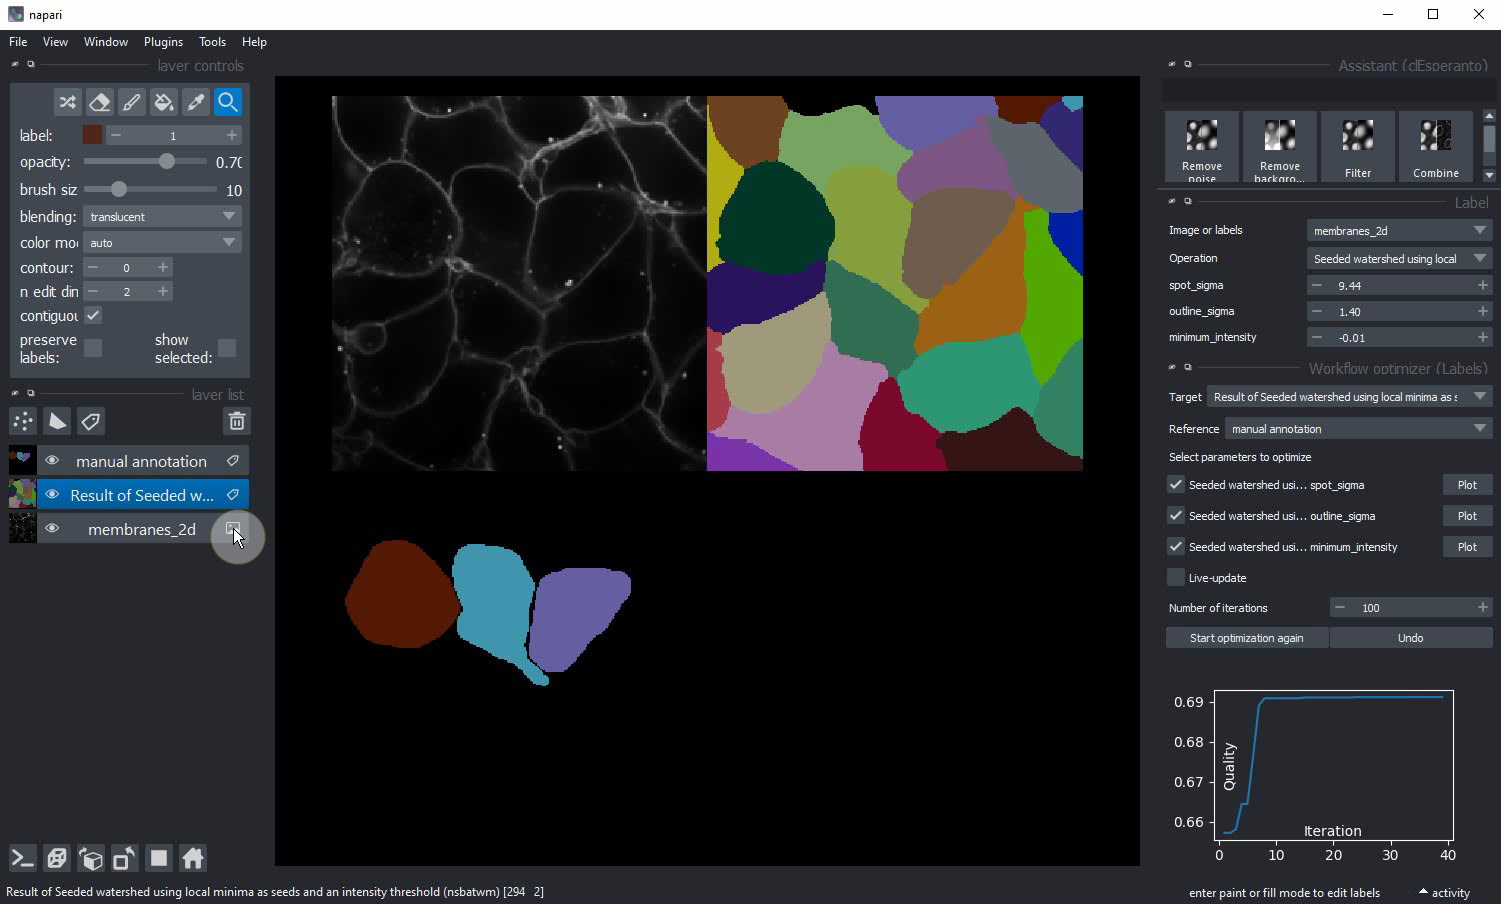 napari
File View Window Plugins Tools Help
layer controls
Assistant (clEsperanto)
label: 1
opacity: 0.70
brush siz 10
blending: translucent
color mo auto
contour: 0
n edit din 2
contiguou
preserve labels:
show selected:
Remove noise
Remove backgro...
Filter
Combine
Label
Image or labels membranes_2d
Operation Seeded watershed using local
spot_sigma 9.44
outline_sigma 1.40
minimum_intensity -0.01
Workflow optimizer (Labels)
Target Result of Seeded watershed using local minima as s
Reference manual annotation
Select parameters to optimize
Seeded watershed usi... spot_sigma Plot
Seeded watershed usi... outline_sigma Plot
Seeded watershed usi... minimum_intensity Plot
Live-update
Number of iterations 100
Start optimization again Undo
layer list
manual annotation
Result of Seeded w...
membranes_2d
0.69
0.68
0.67
0.66
Quality
Iteration
0 10 20 30 40
Result of Seeded watershed using local minima as seeds and an intensity threshold (nsbatwm) [294 2]
enter paint or fill mode to edit labels
activity